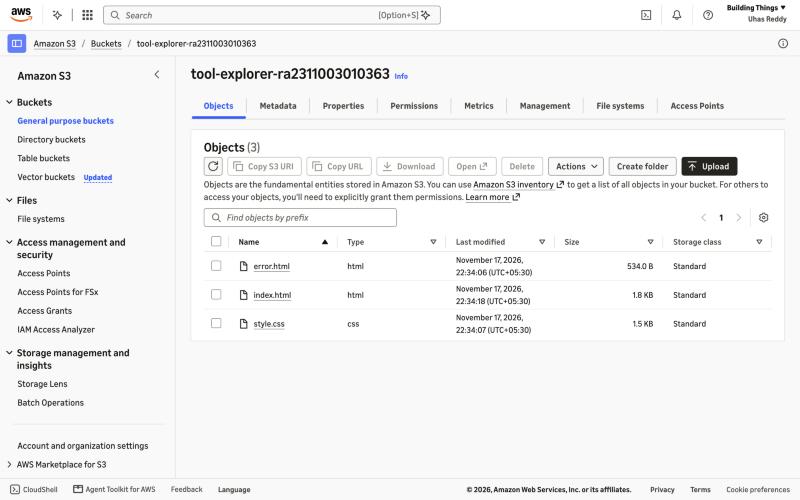 aws
Search
[Option+S]
Building Things ▼
Uhas Reddy
Amazon S3 / Buckets / tool-explorer-ra2311003010363
Amazon S3
Buckets
General purpose buckets
Directory buckets
Table buckets
Vector buckets Updated
Files
File systems
Access management and
security
Access Points
Access Points for FSx
Access Grants
IAM Access Analyzer
Storage management and
insights
Storage Lens
Batch Operations
Account and organization settings
AWS Marketplace for S3
tool-explorer-ra2311003010363 Info
Objects Metadata Properties Permissions Metrics Management File systems Access Points
Objects (3)
Copy S3 URI Copy URL Download Open Delete Actions Create folder Upload
Objects are the fundamental entities stored in Amazon S3. You can use Amazon S3 inventory to get a list of all objects in your bucket. For others to
access your objects, you'll need to explicitly grant them permissions. Learn more
Find objects by prefix
1
Name Type Last modified Size Storage class
error.html html November 17, 2026, 22:34:06 (UTC+05:30) 534.0 B Standard
index.html html November 17, 2026, 22:34:18 (UTC+05:30) 1.8 KB Standard
style.css css November 17, 2026, 22:34:07 (UTC+05:30) 1.5 KB Standard
CloudShell Agent Toolkit for AWS Feedback Language
© 2026, Amazon Web Services, Inc. or its affiliates. Privacy Terms Cookie preferences